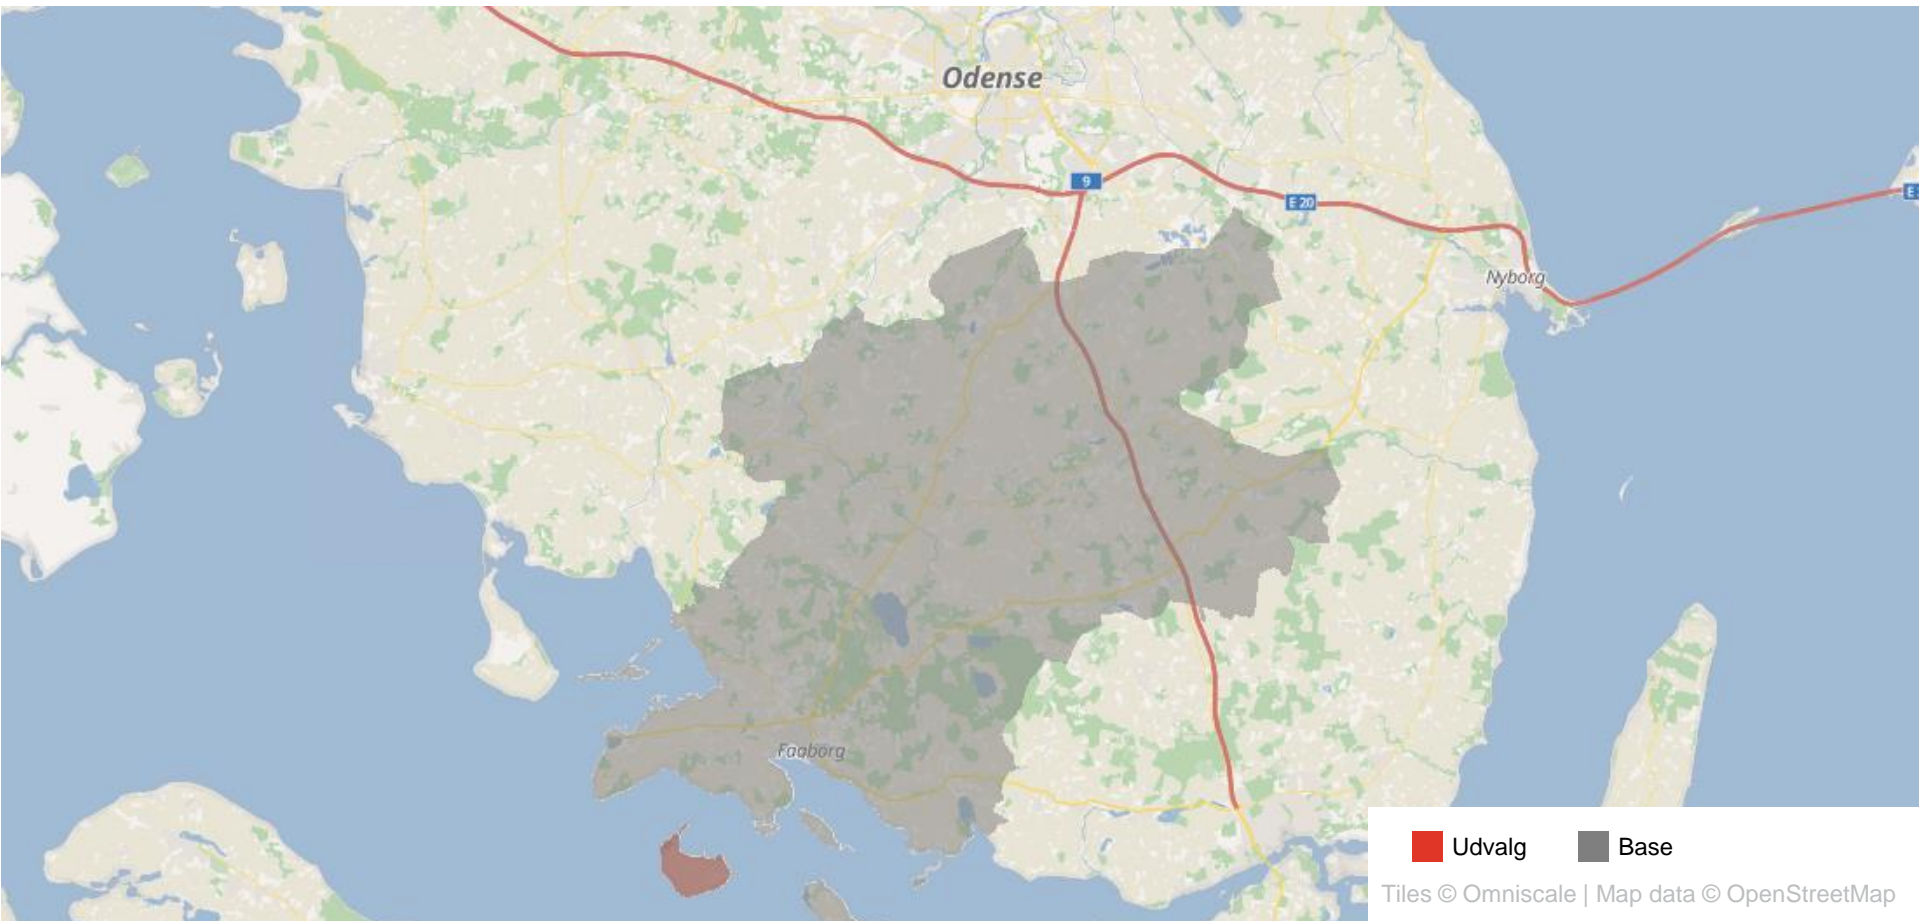 Odense
9
E 20
E
Nyborg
Faaborg
Udvalg
Base
Tiles © Omniscale | Map data © OpenStreetMap